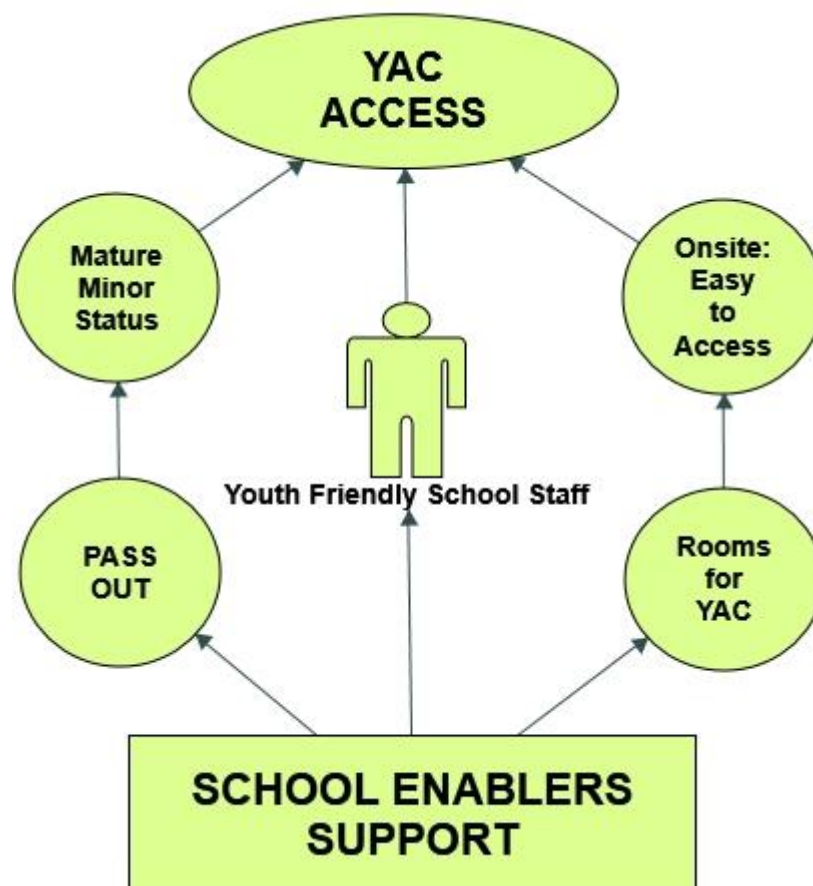 YAC
ACCESS
Mature
Minor
Status
Onsite:
Easy
to
Access
Youth Friendly School Staff
PASS
OUT
Rooms
for
YAC
SCHOOL ENABLERS
SUPPORT